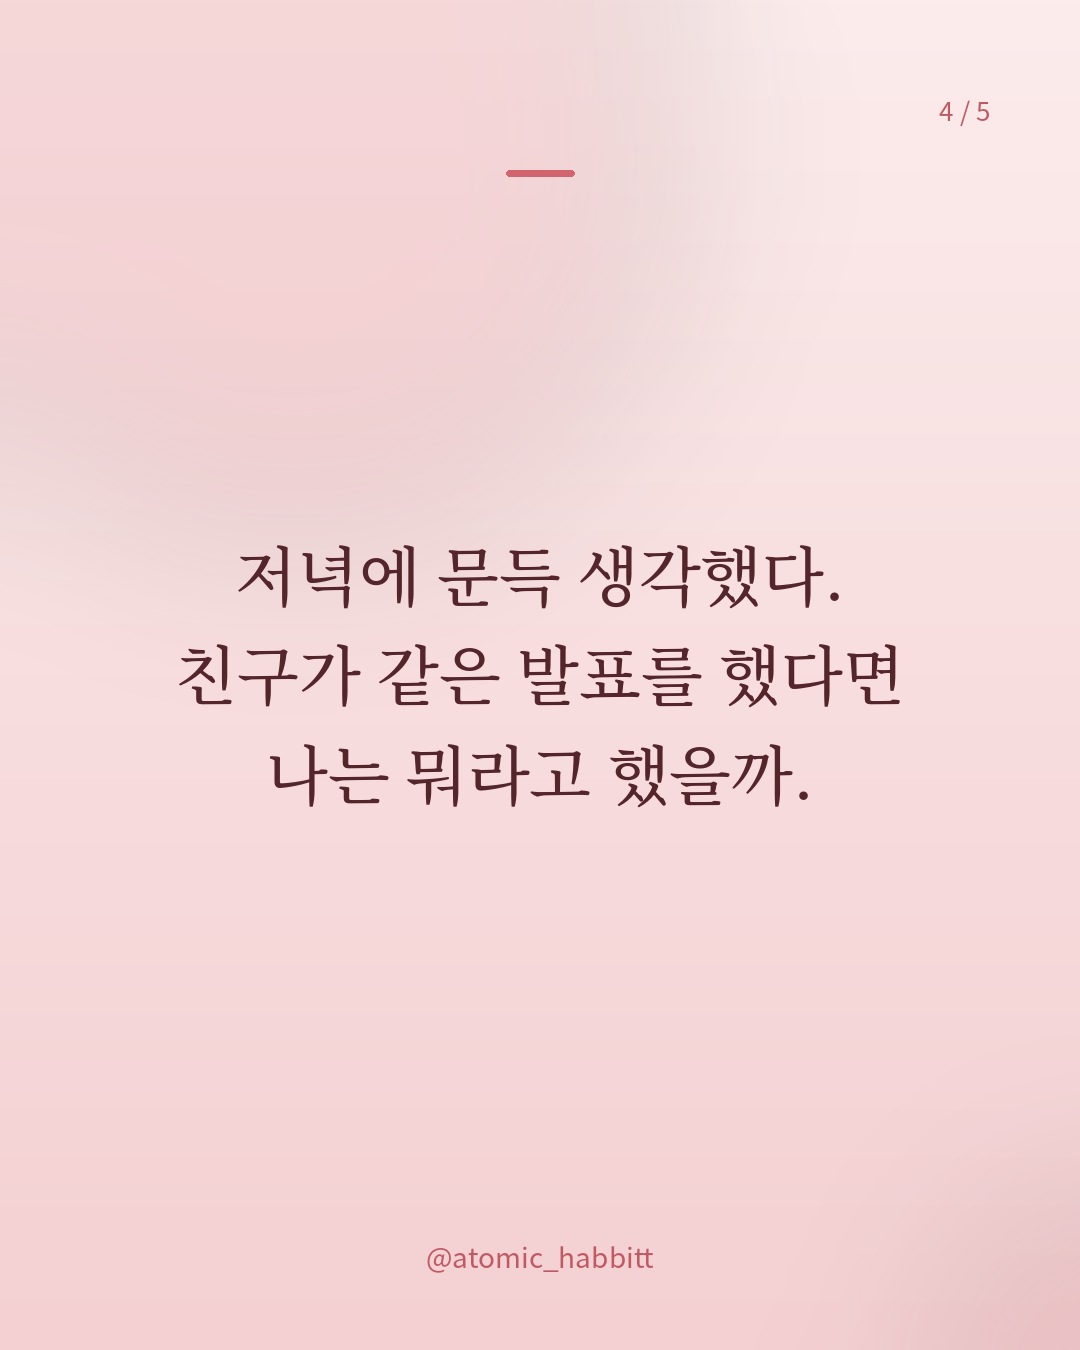 4 / 5
저녁에 문득 생각했다.
친구가 같은 발표를 했다면
나는 뭐라고 했을까.
@atomic_habbitt